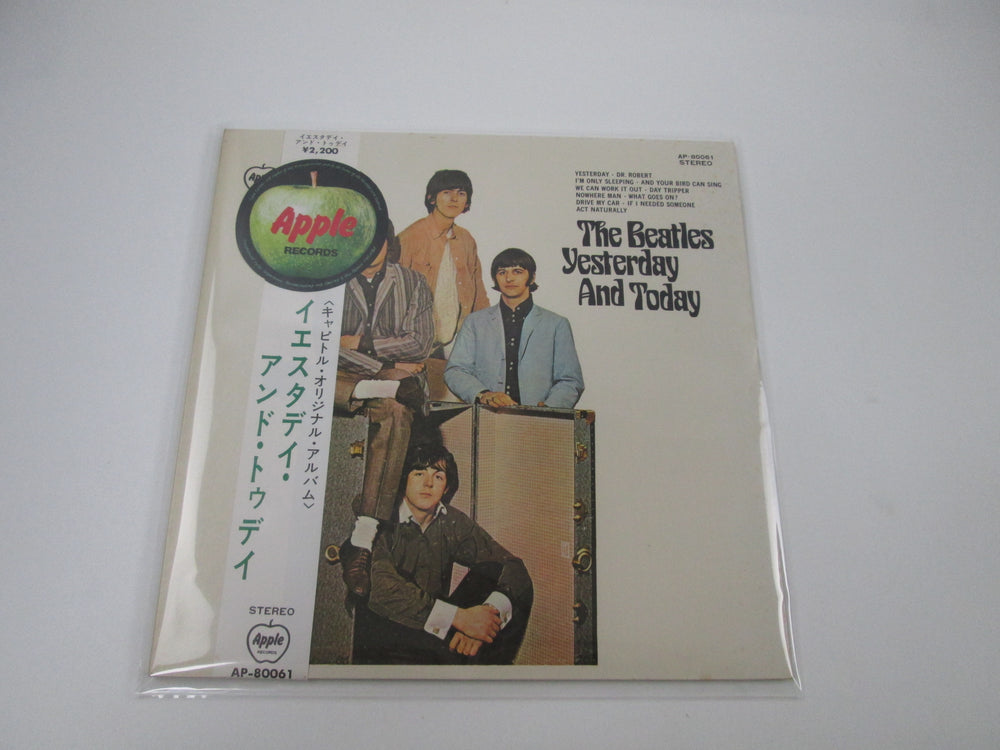 イエスタデイ・
アンド・トゥデイ
¥2,200
Apple
RECORDS
〈キャピトル・オリジナル・アルバム〉
イエスタデイ・
アンド・トゥデイ
STEREO
Apple
RECORDS
AP-80061
AP-80061
STEREO
YESTERDAY · DR. ROBERT
I'M ONLY SLEEPING · AND YOUR BIRD CAN SING
WE CAN WORK IT OUT · DAY TRIPPER
NOWHERE MAN · WHAT GOES ON?
DRIVE MY CAR · IF I NEEDED SOMEONE
ACT NATURALLY
The Beatles
Yesterday
And Today